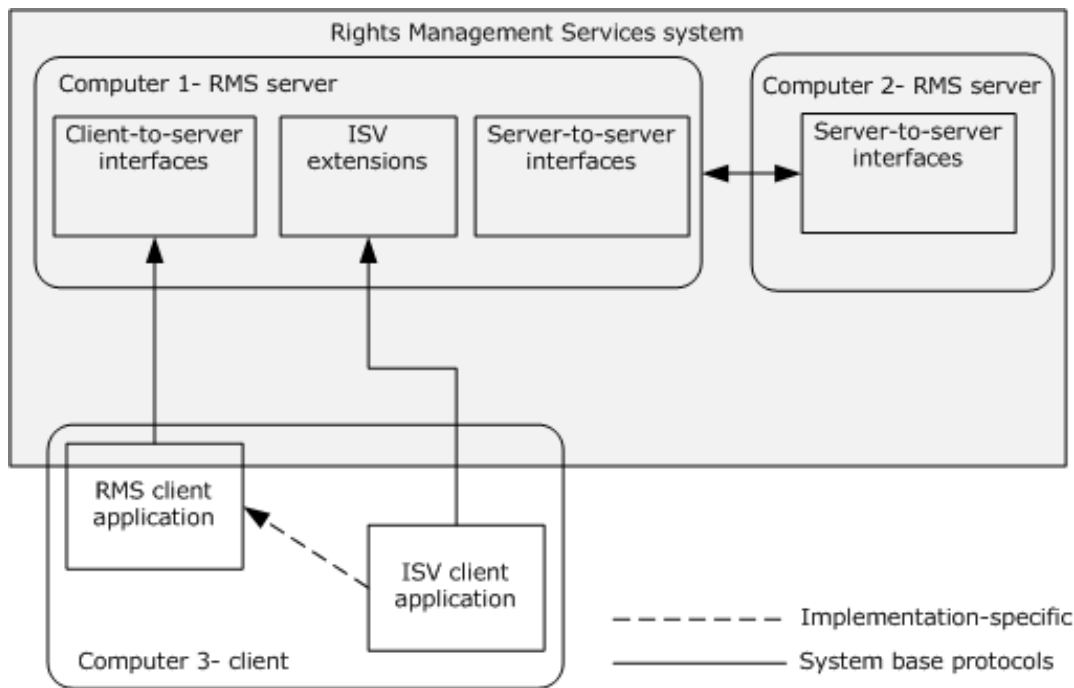 Rights Management Services system
Computer 1- RMS server
Computer 2- RMS server
Client-to-server
interfaces
ISV
extensions
Server-to-server
interfaces
Server-to-server
interfaces
RMS client
application
ISV client
application
Computer 3- client
Implementation-specific
System base protocols